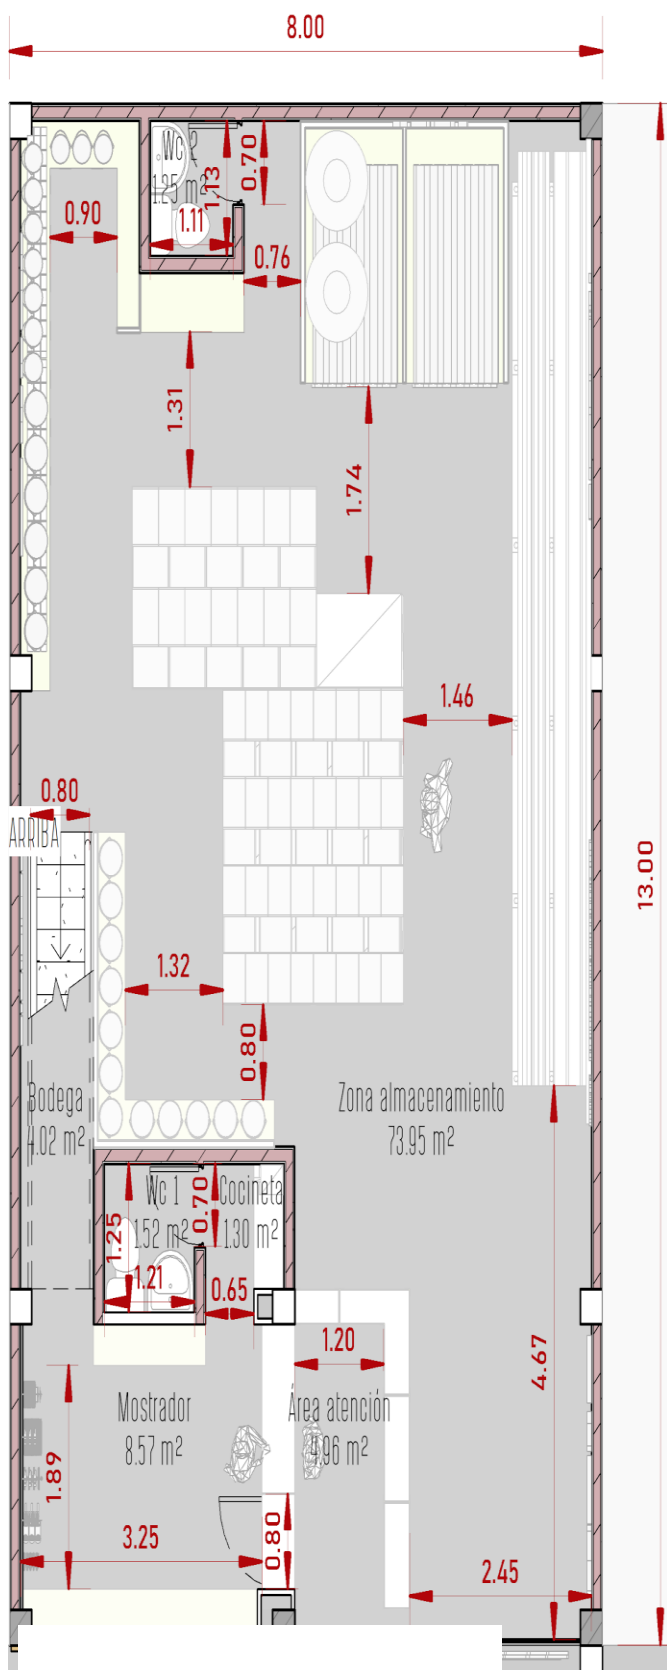 8.00
Wc 2
1.25 m²
0.70
1.13
1.11
0.90
0.76
1.31
1.74
1.46
0.80
ARRIBA
13.00
1.32
0.80
Bodega
4.02 m²
Zona almacenamiento
73.95 m²
Wc 1
1.52 m²
0.70
Cocineta
1.30 m²
1.25
1.21
0.65
1.20
4.67
Mostrador
8.57 m²
Área atención
4.96 m²
1.89
3.25
0.80
2.45